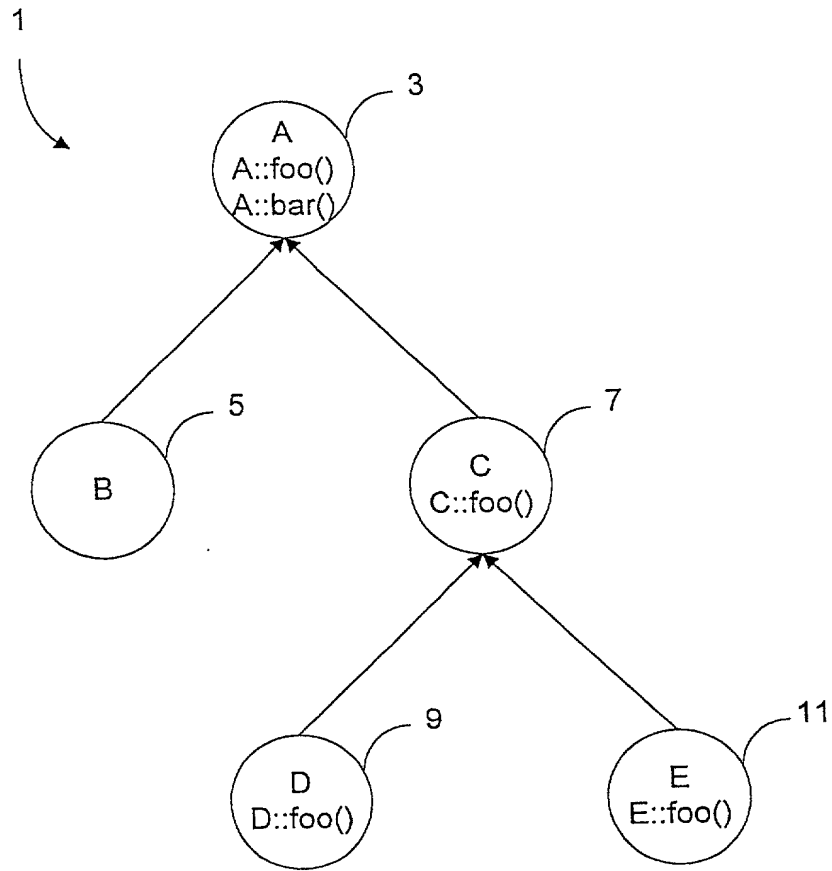 1
3
A
A::foo()
A::bar()
5
7
B
C
C::foo()
9
11
D
D::foo()
E
E::foo()